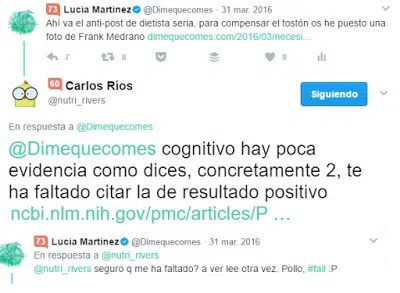 73 Lucia Martinez @Dimequecomes · 31 mar. 2016
Ahí va el anti-post de dietista seria, para compensar el tostón os he puesto una
foto de Frank Medrano dimequecomes.com/2016/03/necesi...
7 8
60 Carlos Ríos
@nutri_rivers
Siguiendo
En respuesta a @Dimequecomes
@Dimequecomes cognitivo hay poca
evidencia como dices, concretamente 2, te
ha faltado citar la de resultado positivo
ncbi.nlm.nih.gov/pmc/articles/P ...
73 Lucia Martinez @Dimequecomes · 31 mar. 2016
En respuesta a @nutri_rivers
@nutri_rivers seguro q me ha faltado? a ver lee otra vez. Pollo, #fail :P